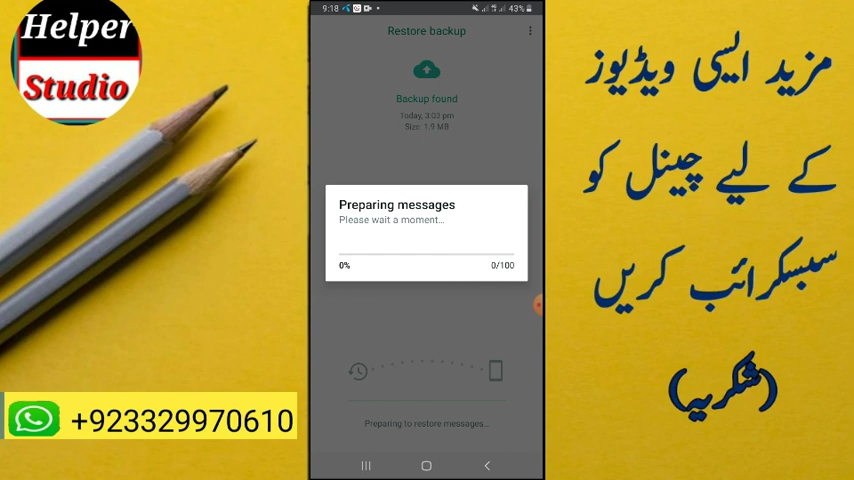 Helper
Studio
9:18
43%
Restore backup
Backup found
Today, 3:03 pm
Size: 1.9 MB
Preparing messages
Please wait a moment...
0%
0/100
Preparing to restore messages...
+923329970610
مزید ایسی ویڈیوز
کے لیے چینل کو
سبسکرائب کریں
(شکریہ)